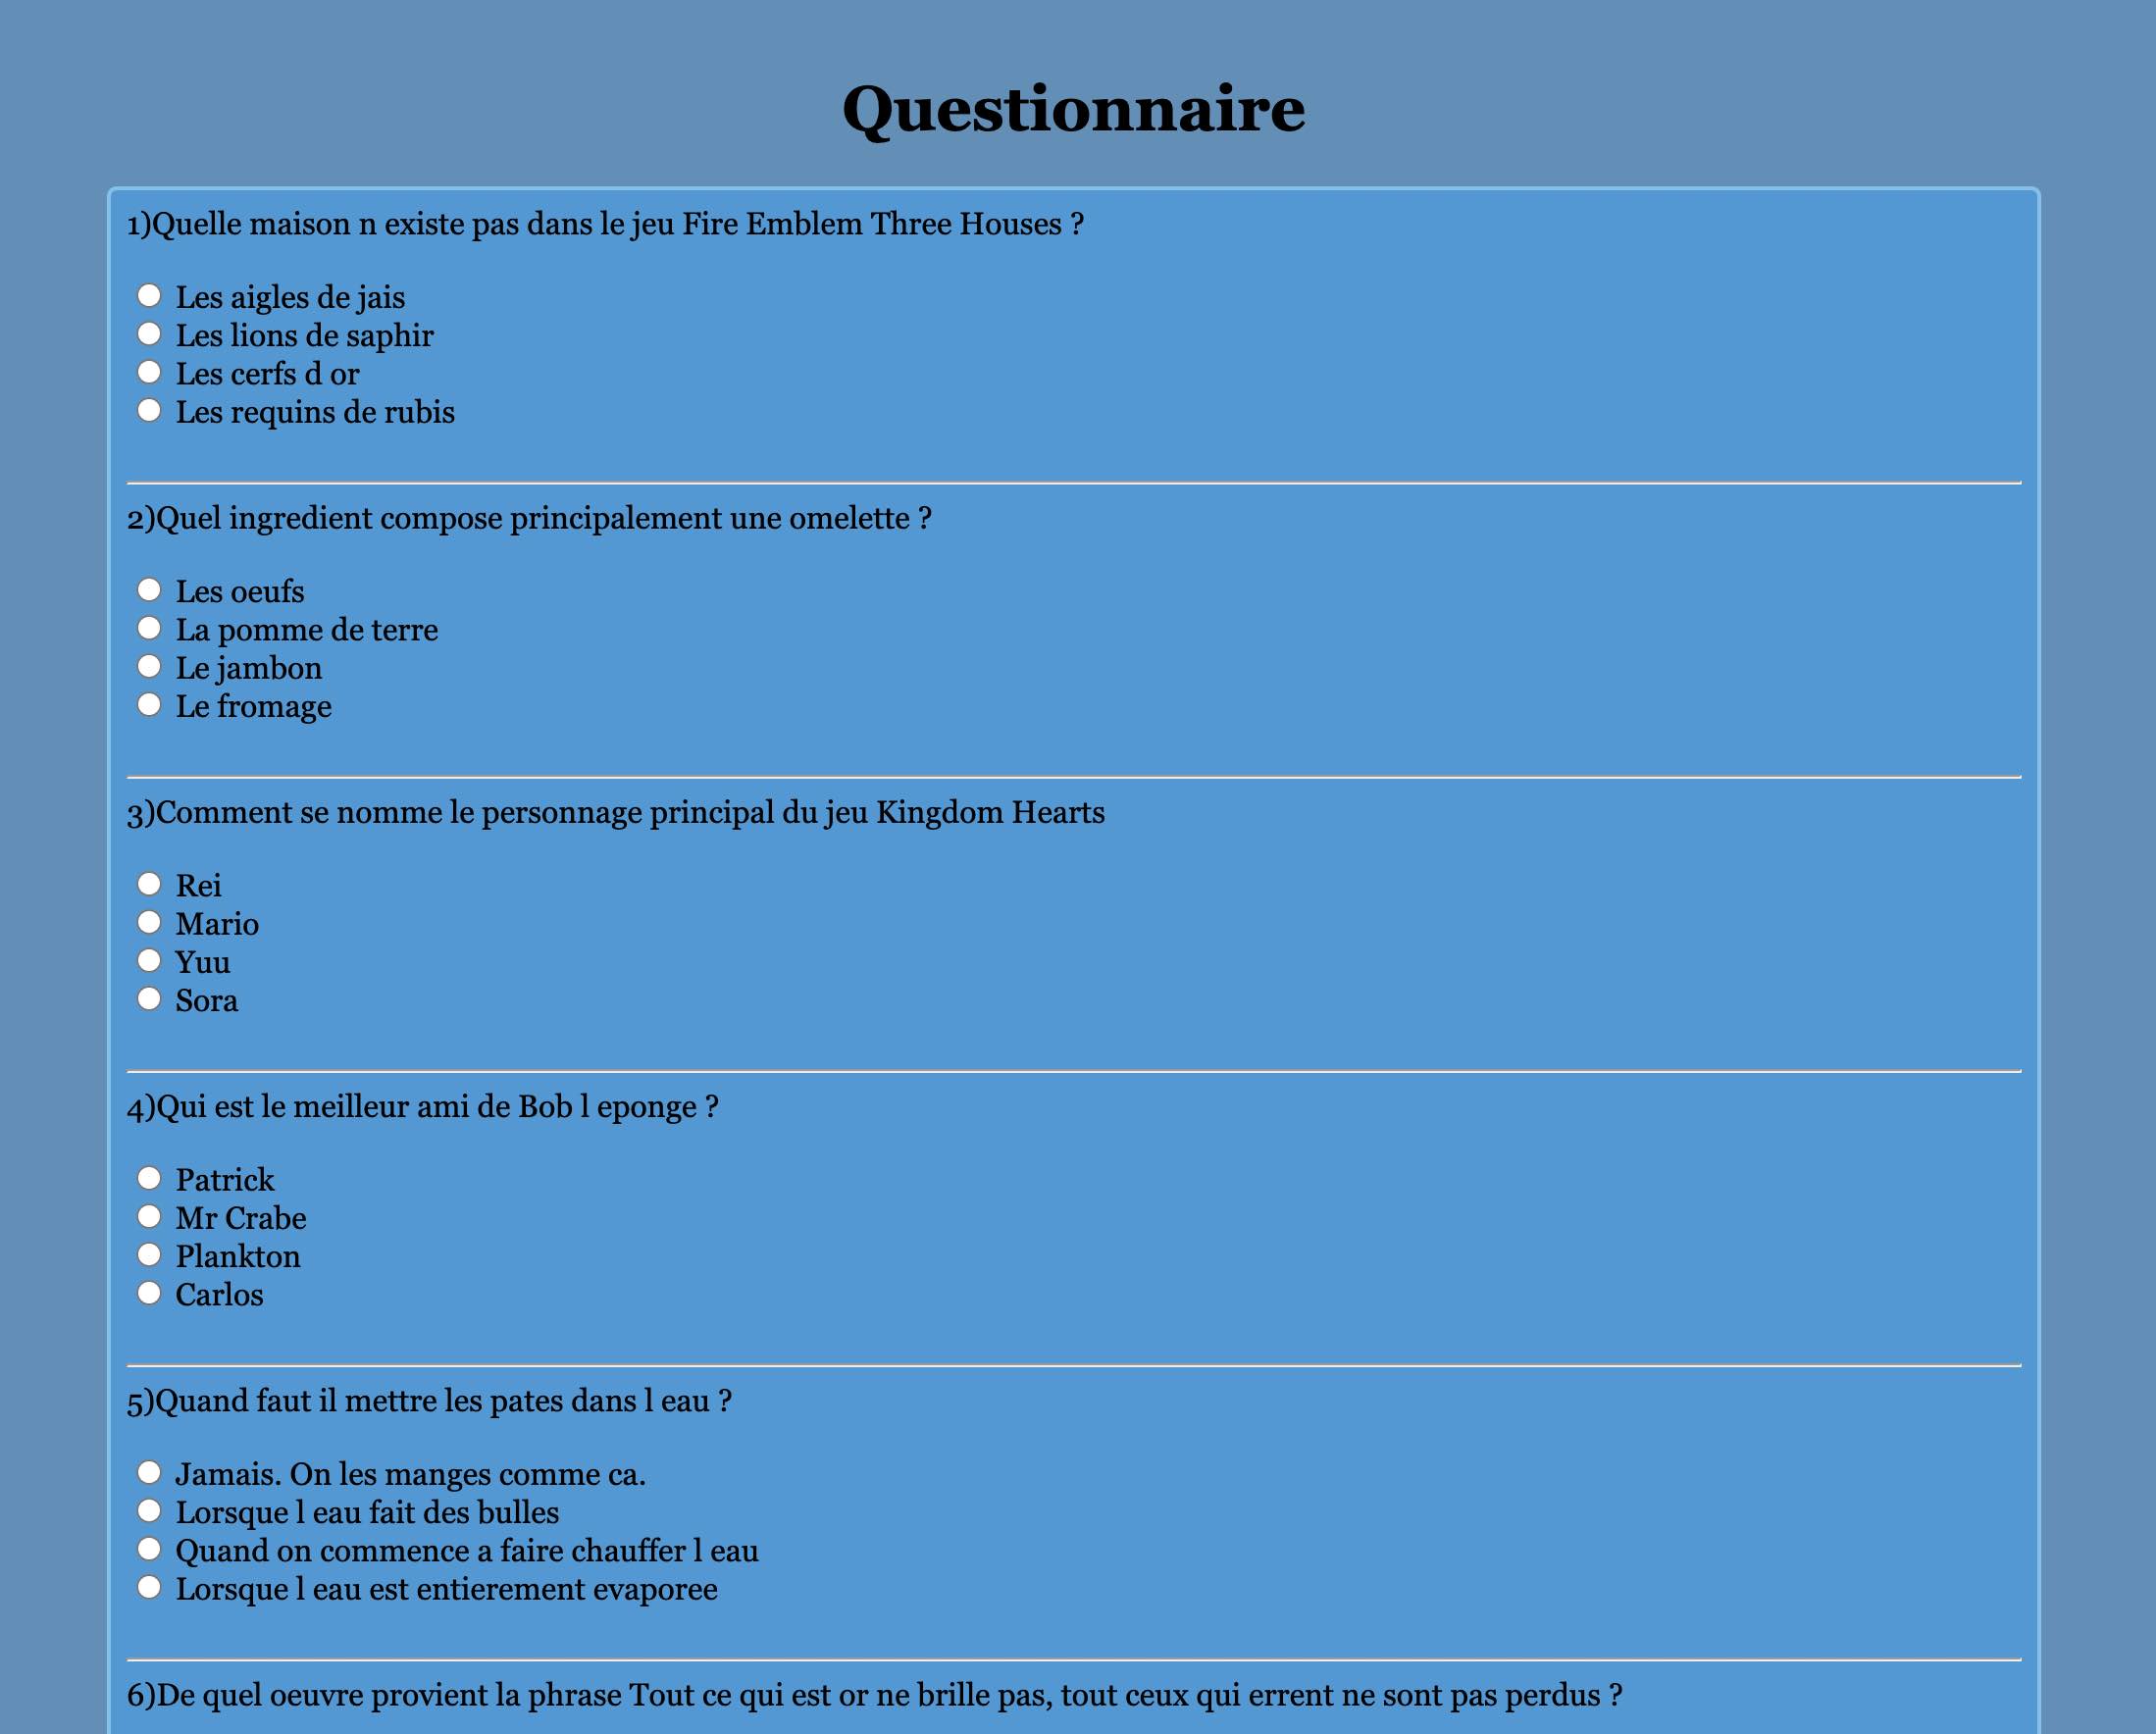 Questionnaire
1)Quelle maison n existe pas dans le jeu Fire Emblem Three Houses ?
Les aigles de jais
Les lions de saphir
Les cerfs d or
Les requins de rubis
2)Quel ingredient compose principalement une omelette ?
Les oeufs
La pomme de terre
Le jambon
Le fromage
3)Comment se nomme le personnage principal du jeu Kingdom Hearts
Rei
Mario
Yuu
Sora
4)Qui est le meilleur ami de Bob l eponge ?
Patrick
Mr Crabe
Plankton
Carlos
5)Quand faut il mettre les pates dans l eau ?
Jamais. On les manges comme ca.
Lorsque l eau fait des bulles
Quand on commence a faire chauffer l eau
Lorsque l eau est entierement evaporee
6)De quel oeuvre provient la phrase Tout ce qui est or ne brille pas, tout ceux qui errent ne sont pas perdus ?